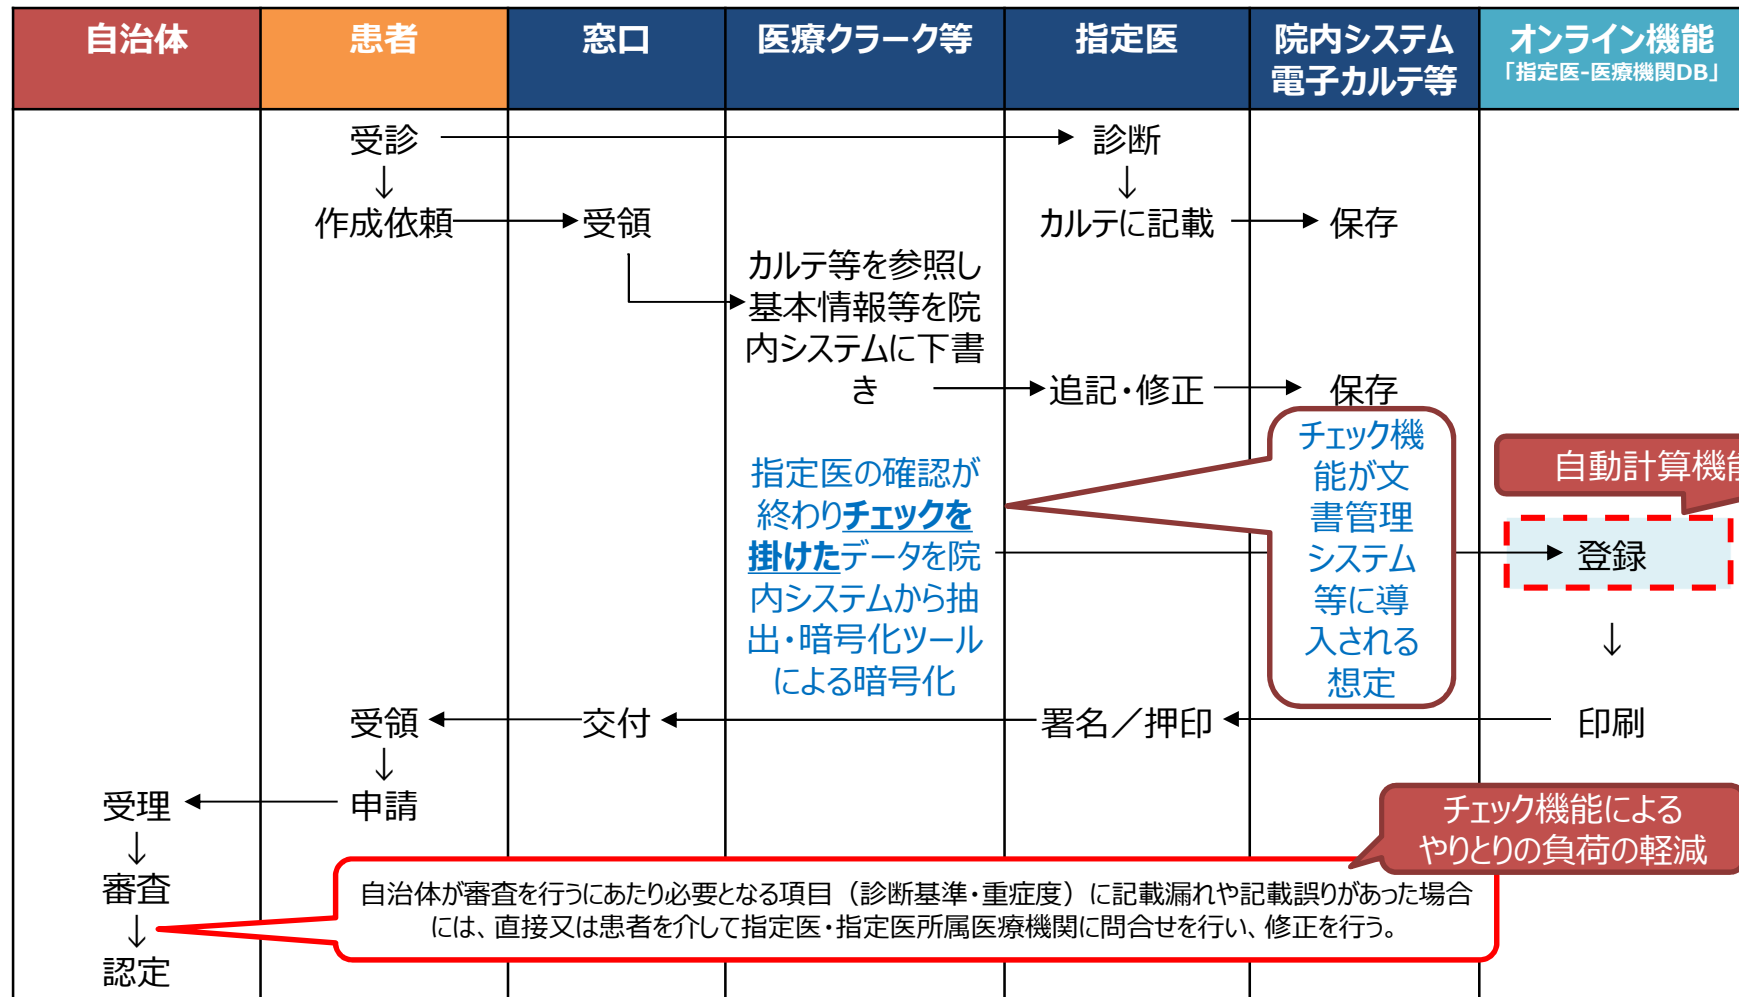 自治体
患者
窓口
医療クラーク等
指定医
院内システム
電子カルテ等
オンライン機能
「指定医-医療機関DB」
受診
診断
↓
↓
作成依頼
受領
カルテに記載
保存
カルテ等を参照し
基本情報等を院
内システムに下書
き
追記・修正
保存
チェック機
能が文
書管理
システム
等に導
入される
想定
自動計算機能
指定医の確認が
終わりチェックを
掛けたデータを院
内システムから抽
出・暗号化ツール
による暗号化
登録
↓
受領
交付
署名／押印
印刷
↓
受理
申請
チェック機能による
やりとりの負荷の軽減
↓
審査
自治体が審査を行うにあたり必要となる項目（診断基準・重症度）に記載漏れや記載誤りがあった場合
には、直接又は患者を介して指定医・指定医所属医療機関に問合せを行い、修正を行う。
↓
認定